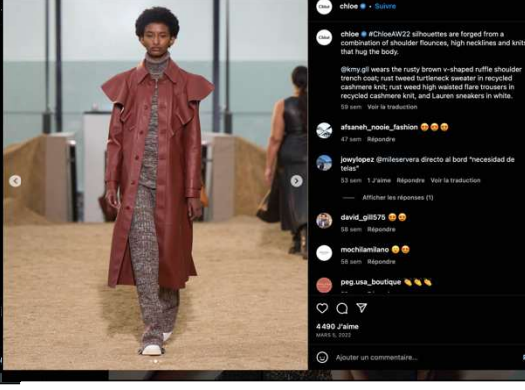 chloe • Suivre
chloe #ChloeAW22 silhouettes are forged from a
combination of shoulder flounces, high necklines and knits
that hug the body.
@kmy.gll wears the rusty brown v-shaped ruffle shoulder
trench coat; rust tweed turtleneck sweater in recycled
cashmere knit; rust weed high waisted flare trousers in
recycled cashmere knit, and Lauren sneakers in white.
59 sem Voir la traduction
afsaneh_nooie_fashion 😍😍😍
47 sem Répondre
jowylopez @mileservera directo al bord "necesidad de
telas"
53 sem 1 J'aime Répondre Voir la traduction
Afficher les réponses (1)
david_gill575 😍😍
58 sem Répondre
mochilamilano
58 sem Répondre
peg.usa_boutique 👏👏👏
4 490 J'aime
MARS 5, 2022
Ajouter un commentaire...